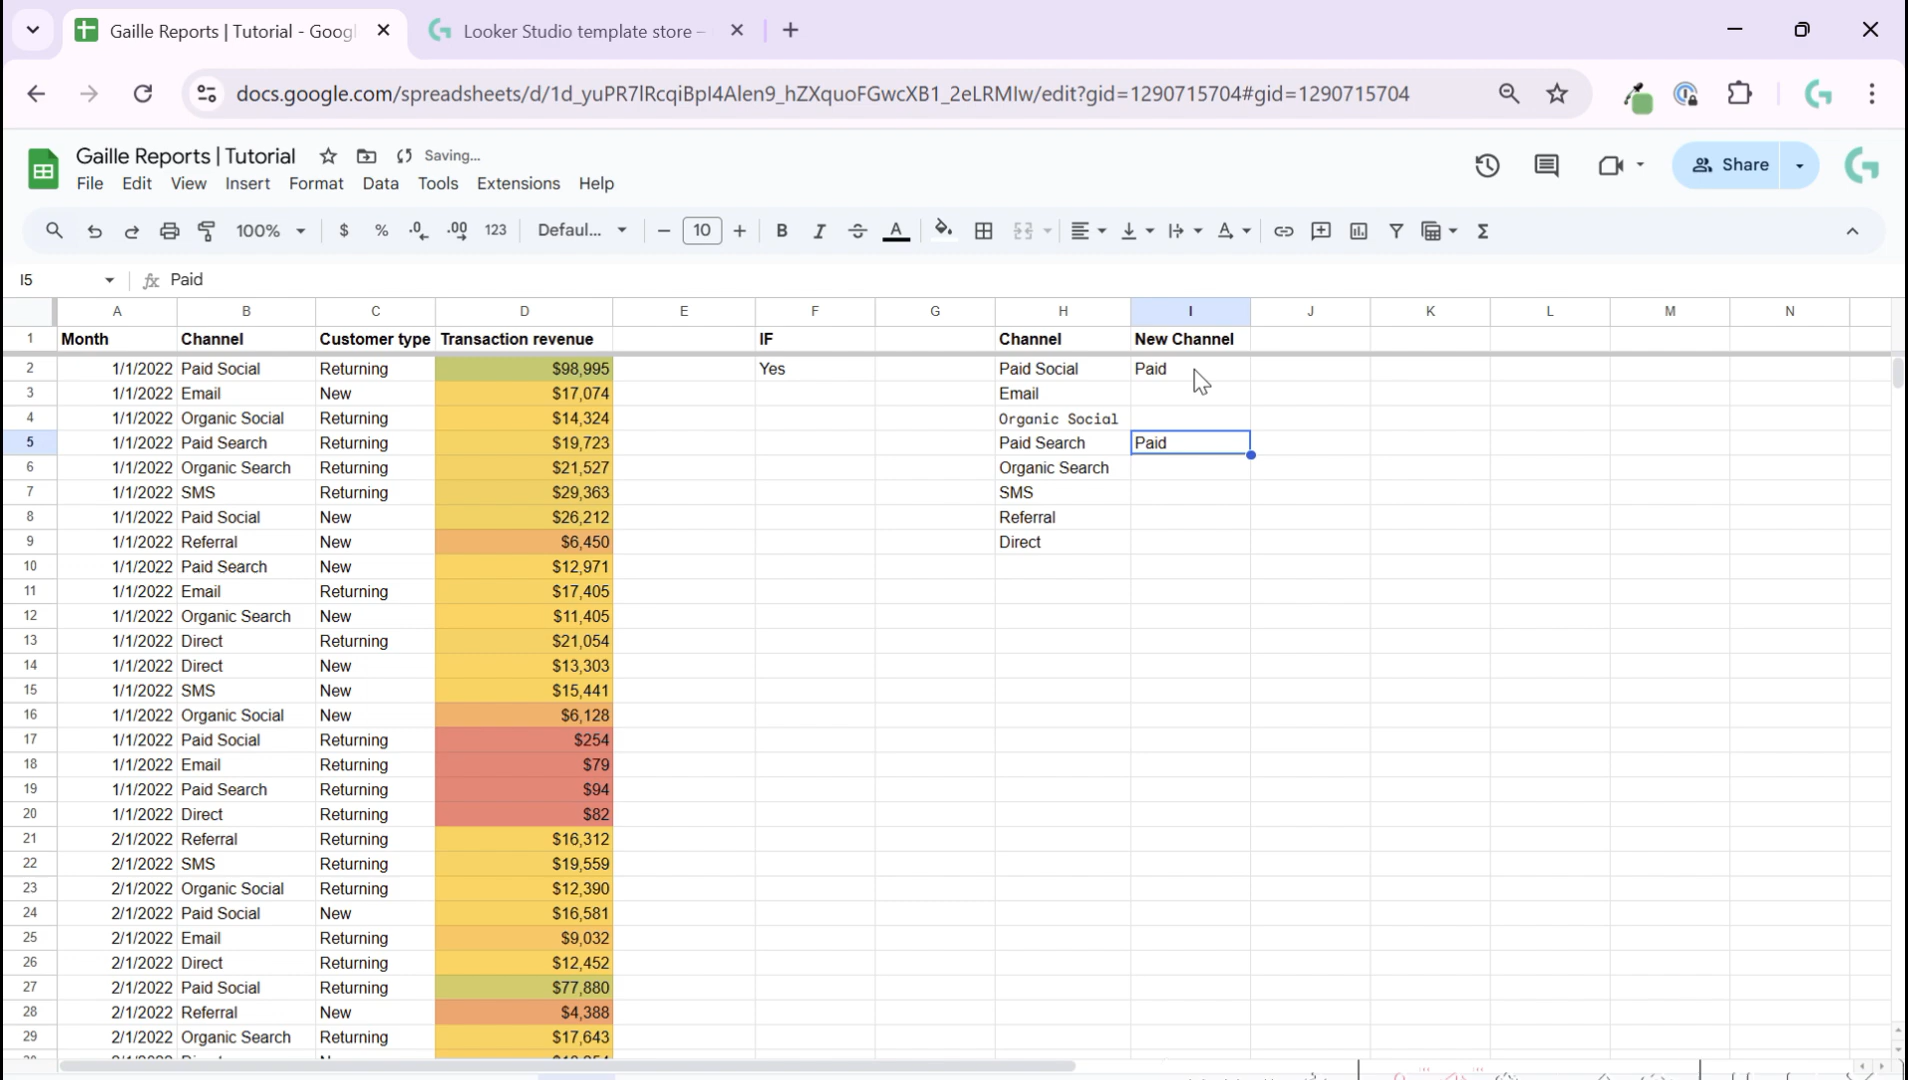 Gaille Reports | Tutorial - Goog
Looker Studio template store –
docs.google.com/spreadsheets/d/1d_yuPR7lRcqiBpI4Alen9_hZXquoFGwcXB1_2eLRMIw/edit?gid=1290715704#gid=1290715704
Gaille Reports | Tutorial Saving...
File Edit View Insert Format Data Tools Extensions Help
Share
100% $ % .0 .00 123 Defaul... 10 B I A
I5 fx Paid
A B C D E F G H I J K L M N
1 Month Channel Customer type Transaction revenue IF Channel New Channel
2 1/1/2022 Paid Social Returning $98,995 Yes Paid Social Paid
3 1/1/2022 Email New $17,074 Email
4 1/1/2022 Organic Social Returning $14,324 Organic Social
5 1/1/2022 Paid Search Returning $19,723 Paid Search Paid
6 1/1/2022 Organic Search Returning $21,527 Organic Search
7 1/1/2022 SMS Returning $29,363 SMS
8 1/1/2022 Paid Social New $26,212 Referral
9 1/1/2022 Referral New $6,450 Direct
10 1/1/2022 Paid Search New $12,971
11 1/1/2022 Email Returning $17,405
12 1/1/2022 Organic Search New $11,405
13 1/1/2022 Direct Returning $21,054
14 1/1/2022 Direct New $13,303
15 1/1/2022 SMS New $15,441
16 1/1/2022 Organic Social New $6,128
17 1/1/2022 Paid Social Returning $254
18 1/1/2022 Email Returning $79
19 1/1/2022 Paid Search Returning $94
20 1/1/2022 Direct Returning $82
21 2/1/2022 Referral Returning $16,312
22 2/1/2022 SMS Returning $19,559
23 2/1/2022 Organic Social Returning $12,390
24 2/1/2022 Paid Social New $16,581
25 2/1/2022 Email Returning $9,032
26 2/1/2022 Direct Returning $12,452
27 2/1/2022 Paid Social Returning $77,880
28 2/1/2022 Referral New $4,388
29 2/1/2022 Organic Search Returning $17,643